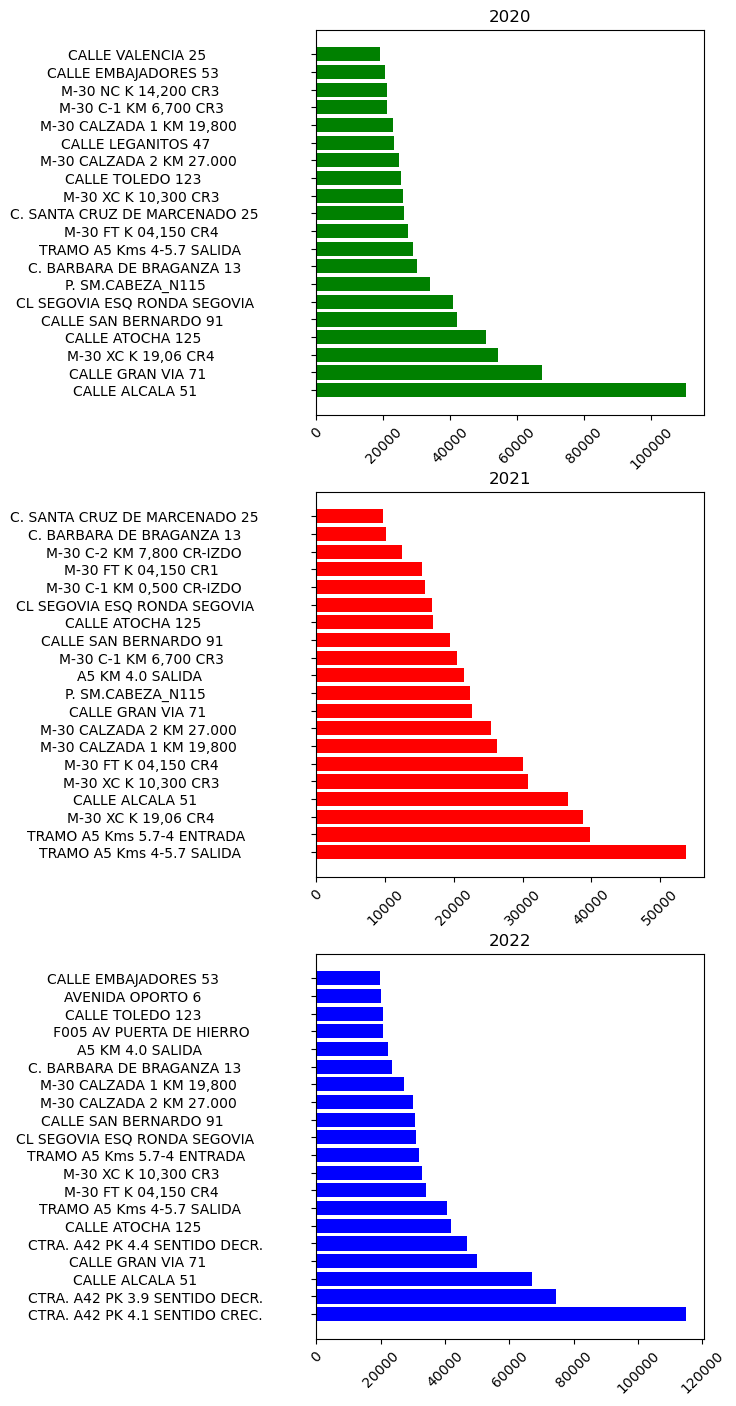 2020
CALLE VALENCIA 25
CALLE EMBAJADORES 53
M-30 NC K 14,200 CR3
M-30 C-1 KM 6,700 CR3
M-30 CALZADA 1 KM 19,800
CALLE LEGANITOS 47
M-30 CALZADA 2 KM 27.000
CALLE TOLEDO 123
M-30 XC K 10,300 CR3
C. SANTA CRUZ DE MARCENADO 25
M-30 FT K 04,150 CR4
TRAMO A5 Kms 4-5.7 SALIDA
C. BARBARA DE BRAGANZA 13
P. SM.CABEZA_N115
CL SEGOVIA ESQ RONDA SEGOVIA
CALLE SAN BERNARDO 91
CALLE ATOCHA 125
M-30 XC K 19,06 CR4
CALLE GRAN VIA 71
CALLE ALCALA 51
0 20000 40000 60000 80000 100000
2021
C. SANTA CRUZ DE MARCENADO 25
C. BARBARA DE BRAGANZA 13
M-30 C-2 KM 7,800 CR-IZDO
M-30 FT K 04,150 CR1
M-30 C-1 KM 0,500 CR-IZDO
CL SEGOVIA ESQ RONDA SEGOVIA
CALLE ATOCHA 125
CALLE SAN BERNARDO 91
M-30 C-1 KM 6,700 CR3
A5 KM 4.0 SALIDA
P. SM.CABEZA_N115
CALLE GRAN VIA 71
M-30 CALZADA 2 KM 27.000
M-30 CALZADA 1 KM 19,800
M-30 FT K 04,150 CR4
M-30 XC K 10,300 CR3
CALLE ALCALA 51
M-30 XC K 19,06 CR4
TRAMO A5 Kms 5.7-4 ENTRADA
TRAMO A5 Kms 4-5.7 SALIDA
0 10000 20000 30000 40000 50000
2022
CALLE EMBAJADORES 53
AVENIDA OPORTO 6
CALLE TOLEDO 123
F005 AV PUERTA DE HIERRO
A5 KM 4.0 SALIDA
C. BARBARA DE BRAGANZA 13
M-30 CALZADA 1 KM 19,800
M-30 CALZADA 2 KM 27.000
CALLE SAN BERNARDO 91
CL SEGOVIA ESQ RONDA SEGOVIA
TRAMO A5 Kms 5.7-4 ENTRADA
M-30 XC K 10,300 CR3
M-30 FT K 04,150 CR4
TRAMO A5 Kms 4-5.7 SALIDA
CALLE ATOCHA 125
CTRA. A42 PK 4.4 SENTIDO DECR.
CALLE GRAN VIA 71
CALLE ALCALA 51
CTRA. A42 PK 3.9 SENTIDO DECR.
CTRA. A42 PK 4.1 SENTIDO CREC.
0 20000 40000 60000 80000 100000 120000